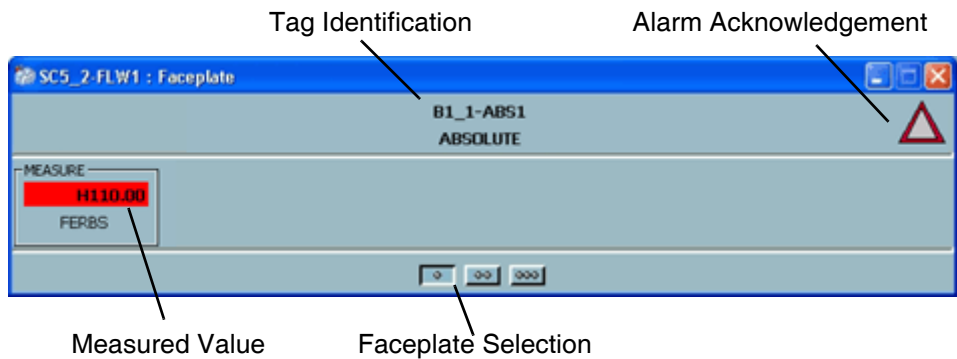 Tag Identification
Alarm Acknowledgement
SC5_2-FLW1 : Faceplate
B1_1-ABS1
ABSOLUTE
MEASURE
H110.00
FERBS
Measured Value
Faceplate Selection